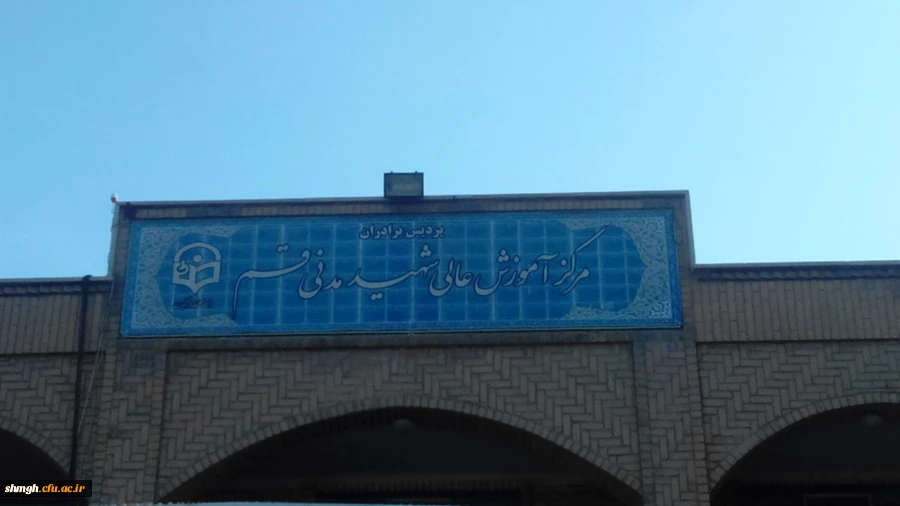 پردیس برادران
مرکز آموزش عالی شهید مدنی قم
shmgh.cfu.ac.ir